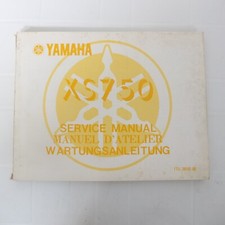 YAMAHA
XS750
SERVICE MANUAL
MANUEL D'ATELIER
WARTUNGSANLEITUNG